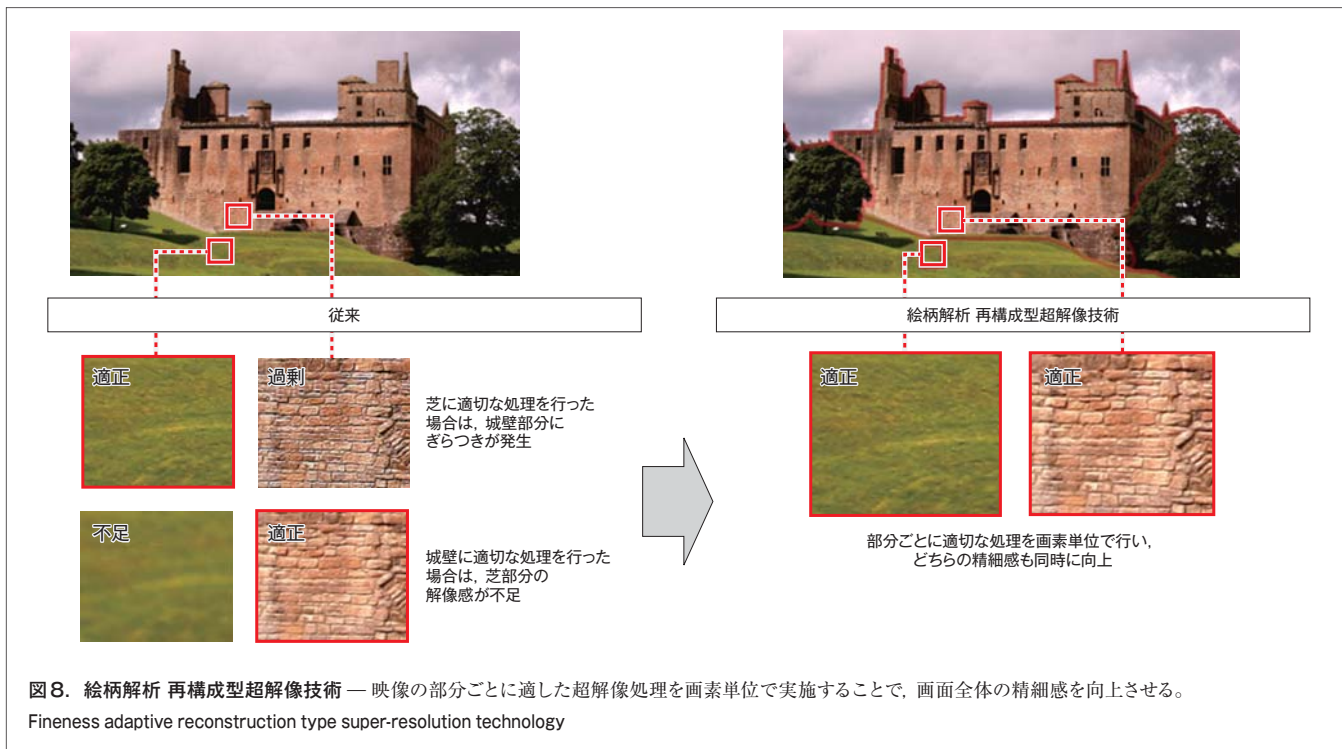 従来
絵柄解析 再構成型超解像技術
適正
過剰
芝に適切な処理を行った
場合は，城壁部分に
ぎらつきが発生
不足
適正
城壁に適切な処理を行った
場合は，芝部分の
解像感が不足
適正
適正
部分ごとに適切な処理を画素単位で行い，
どちらの精細感も同時に向上
図8．絵柄解析 再構成型超解像技術 — 映像の部分ごとに適した超解像処理を画素単位で実施することで，画面全体の精細感を向上させる。
Fineness adaptive reconstruction type super-resolution technology